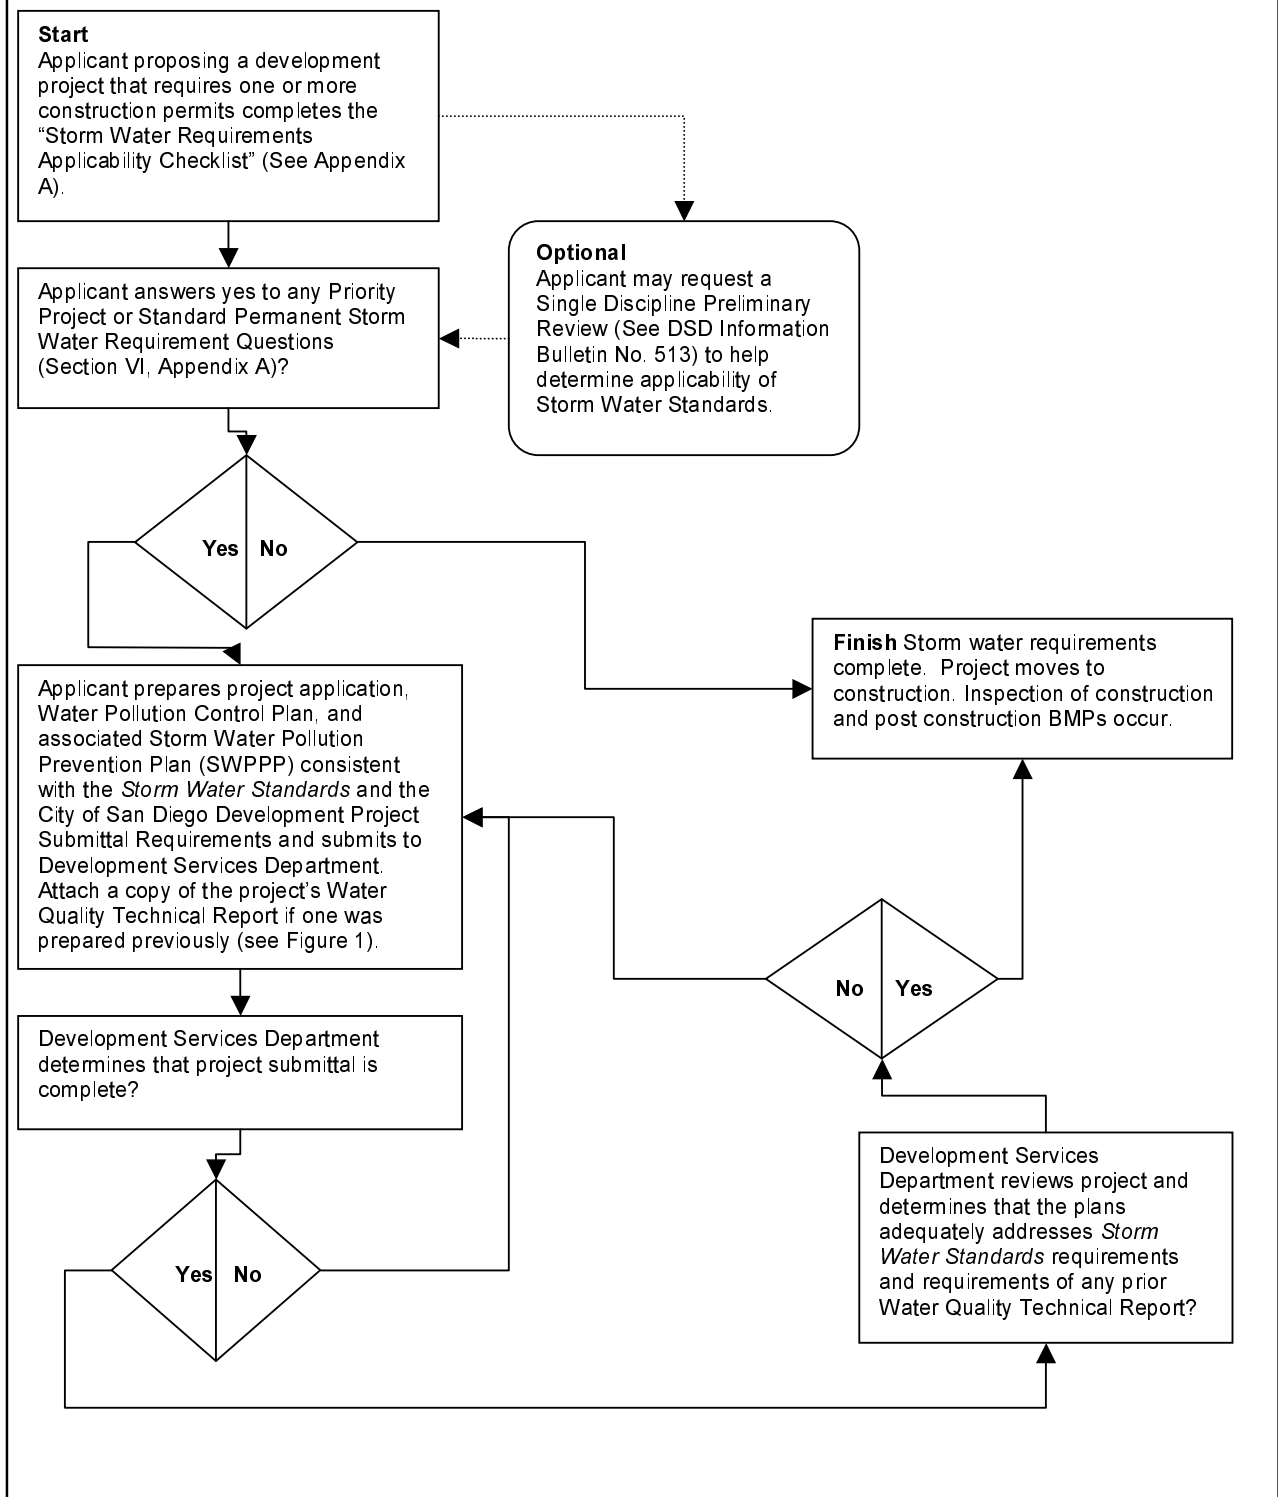 Start
Applicant proposing a development
project that requires one or more
construction permits completes the
“Storm Water Requirements
Applicability Checklist” (See Appendix
A).
Optional
Applicant may request a
Single Discipline Preliminary
Review (See DSD Information
Bulletin No. 513) to help
determine applicability of
Storm Water Standards.
Applicant answers yes to any Priority
Project or Standard Permanent Storm
Water Requirement Questions
(Section VI, Appendix A)?
Yes
No
Finish Storm water requirements
complete.  Project moves to
construction. Inspection of construction
and post construction BMPs occur.
Applicant prepares project application,
Water Pollution Control Plan, and
associated Storm Water Pollution
Prevention Plan (SWPPP) consistent
with the Storm Water Standards and the
City of San Diego Development Project
Submittal Requirements and submits to
Development Services Department.
Attach a copy of the project’s Water
Quality Technical Report if one was
prepared previously (see Figure 1).
No
Yes
Development Services Department
determines that project submittal is
complete?
Yes
No
Development Services
Department reviews project and
determines that the plans
adequately addresses Storm
Water Standards requirements
and requirements of any prior
Water Quality Technical Report?